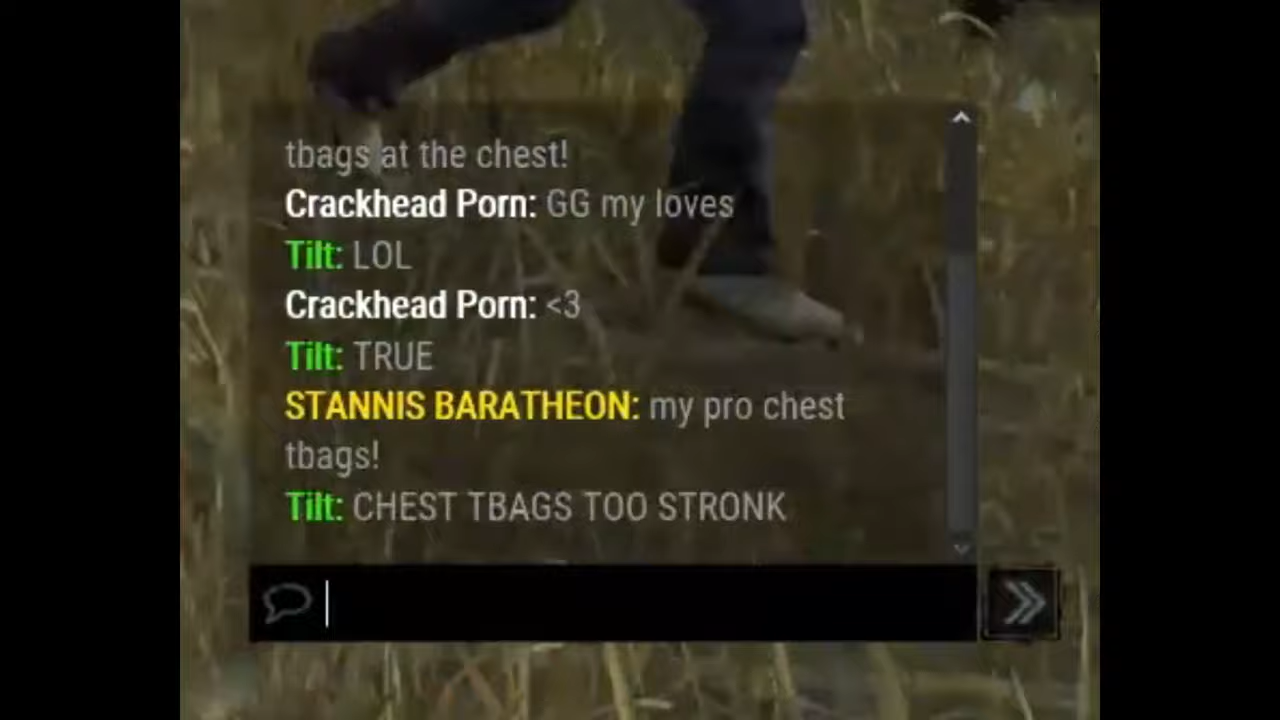 tbags at the chest!
Crackhead Porn: GG my loves
Tilt: LOL
Crackhead Porn: <3
Tilt: TRUE
STANNIS BARATHEON: my pro chest
tbags!
Tilt: CHEST TBAGS TOO STRONK